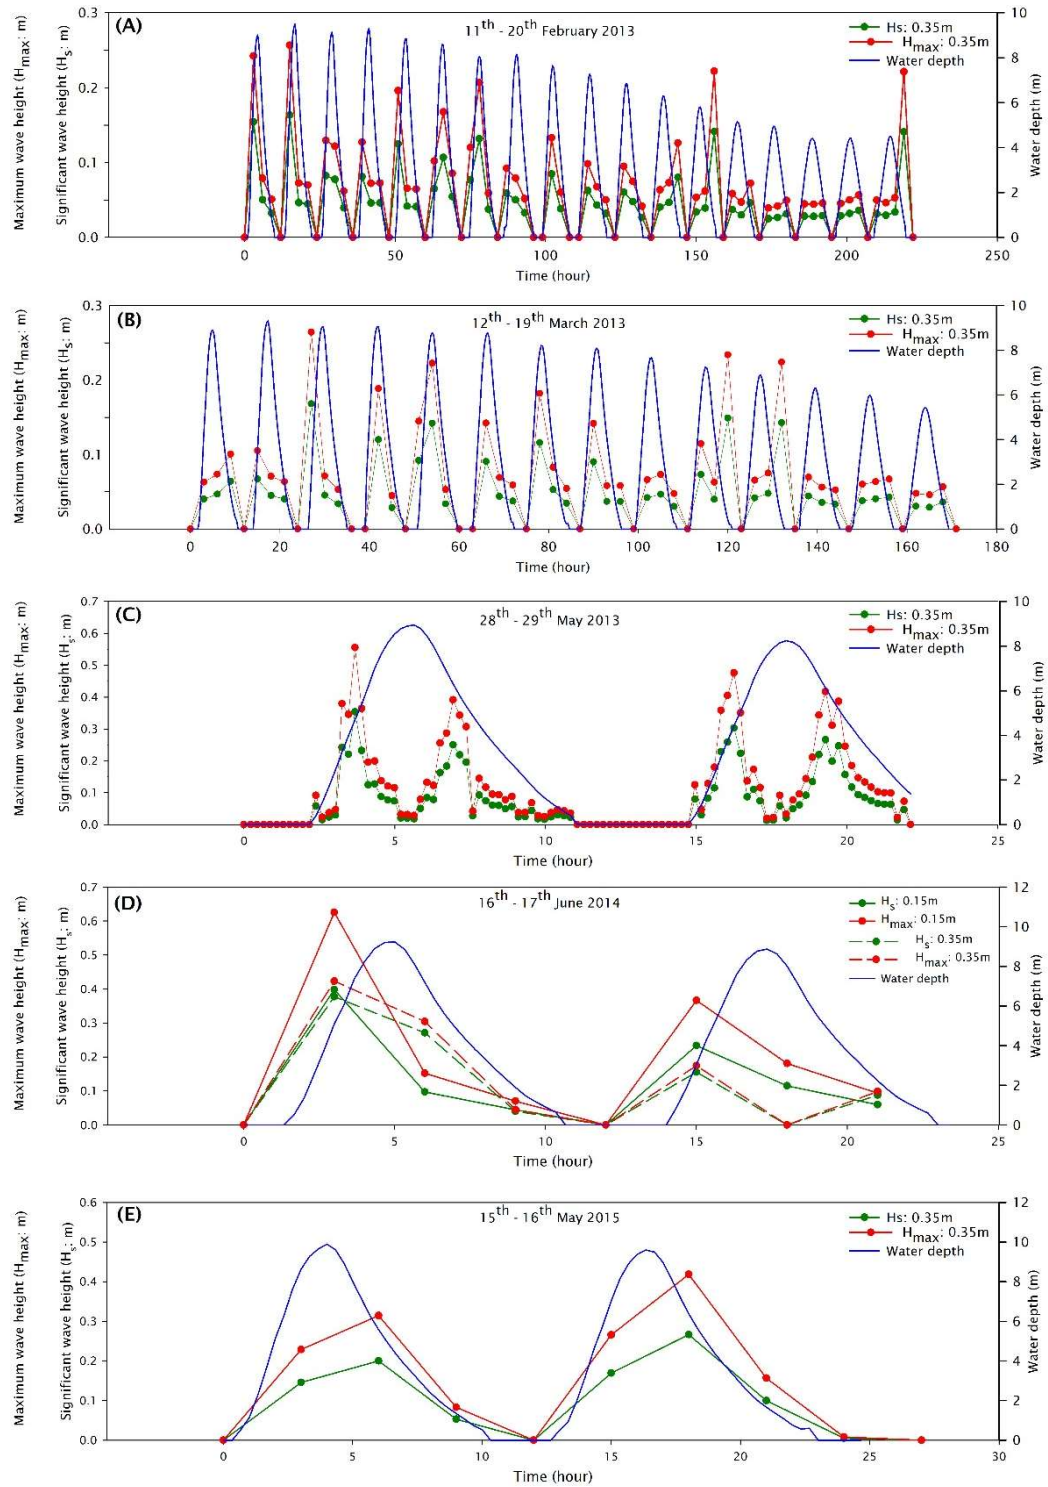 (A)
11th - 20th February 2013
Hs: 0.35m
Hmax: 0.35m
Water depth
Maximum wave height (Hmax: m)
Significant wave height (Hs: m)
Water depth (m)
0.3
0.2
0.1
0.0
10
8
6
4
2
0
0 50 100 150 200 250
Time (hour)
(B)
12th - 19th March 2013
Hs: 0.35m
Hmax: 0.35m
Water depth
Maximum wave height (Hmax: m)
Significant wave height (Hs: m)
Water depth (m)
0.3
0.2
0.1
0.0
10
8
6
4
2
0
0 20 40 60 80 100 120 140 160 180
Time (hour)
(C)
28th - 29th May 2013
Hs: 0.35m
Hmax: 0.35m
Water depth
Maximum wave height (Hmax: m)
Significant wave height (Hs: m)
Water depth (m)
0.7
0.6
0.5
0.4
0.3
0.2
0.1
0.0
10
8
6
4
2
0
0 5 10 15 20 25
Time (hour)
(D)
16th - 17th June 2014
Hs: 0.15m
Hmax: 0.15m
Hs: 0.35m
Hmax: 0.35m
Water depth
Maximum wave height (Hmax: m)
Significant wave height (Hs: m)
Water depth (m)
0.7
0.6
0.5
0.4
0.3
0.2
0.1
0.0
12
10
8
6
4
2
0
0 5 10 15 20 25
Time (hour)
(E)
15th - 16th May 2015
Hs: 0.35m
Hmax: 0.35m
Water depth
Maximum wave height (Hmax: m)
Significant wave height (Hs: m)
Water depth (m)
0.6
0.5
0.4
0.3
0.2
0.1
0.0
12
10
8
6
4
2
0
0 5 10 15 20 25 30
Time (hour)